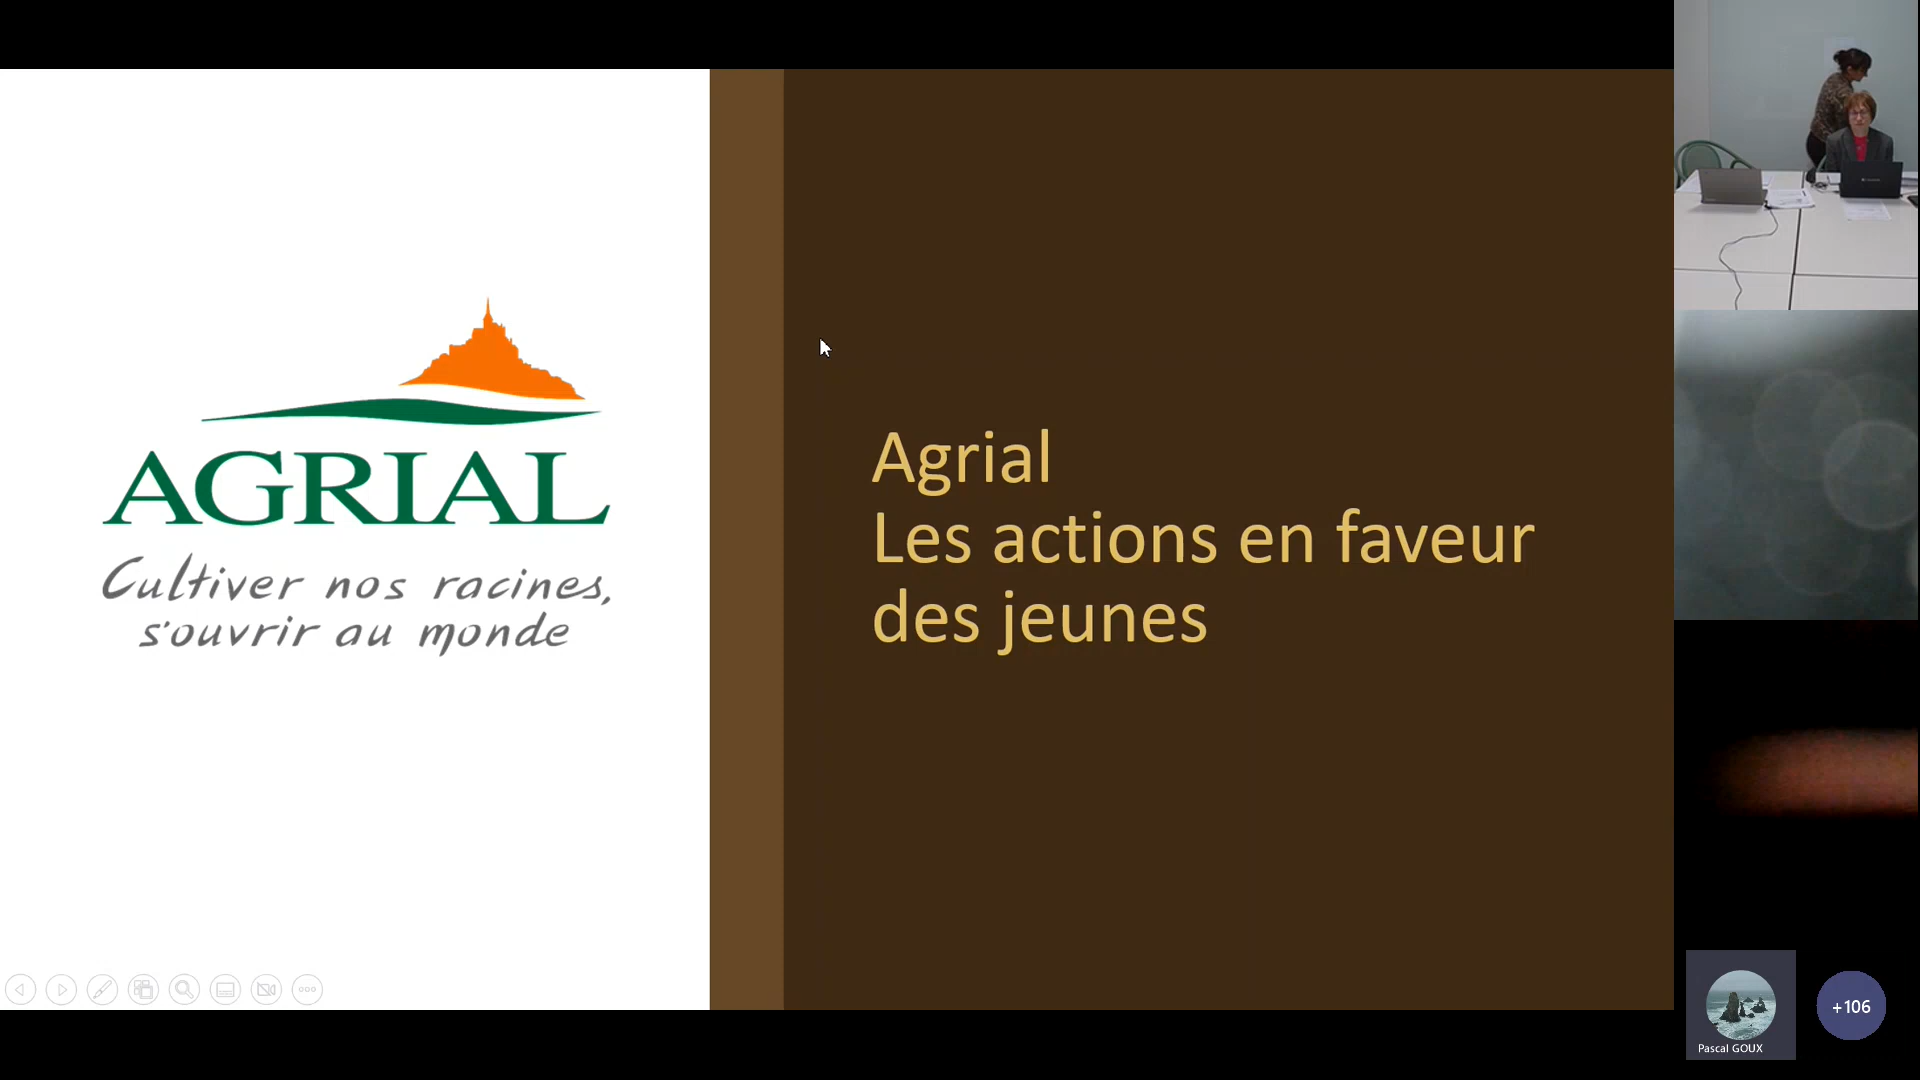 AGRIAL
Cultiver nos racines,
s'ouvrir au monde
Agrial
Les actions en faveur
des jeunes
Pascal GOUX
+106